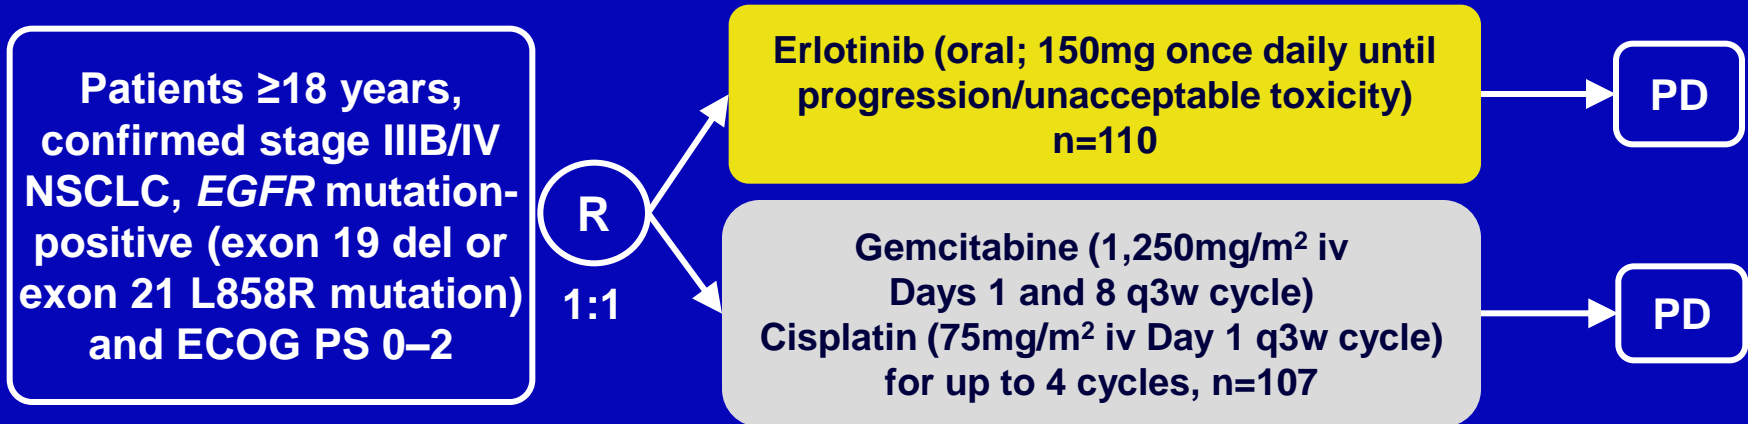 Patients ≥18 years,
confirmed stage IIIB/IV
NSCLC, EGFR mutation-
positive (exon 19 del or
exon 21 L858R mutation)
and ECOG PS 0–2
R
1:1
Erlotinib (oral; 150mg once daily until
progression/unacceptable toxicity)
n=110
PD
Gemcitabine (1,250mg/m² iv
Days 1 and 8 q3w cycle)
Cisplatin (75mg/m² iv Day 1 q3w cycle)
for up to 4 cycles, n=107
PD